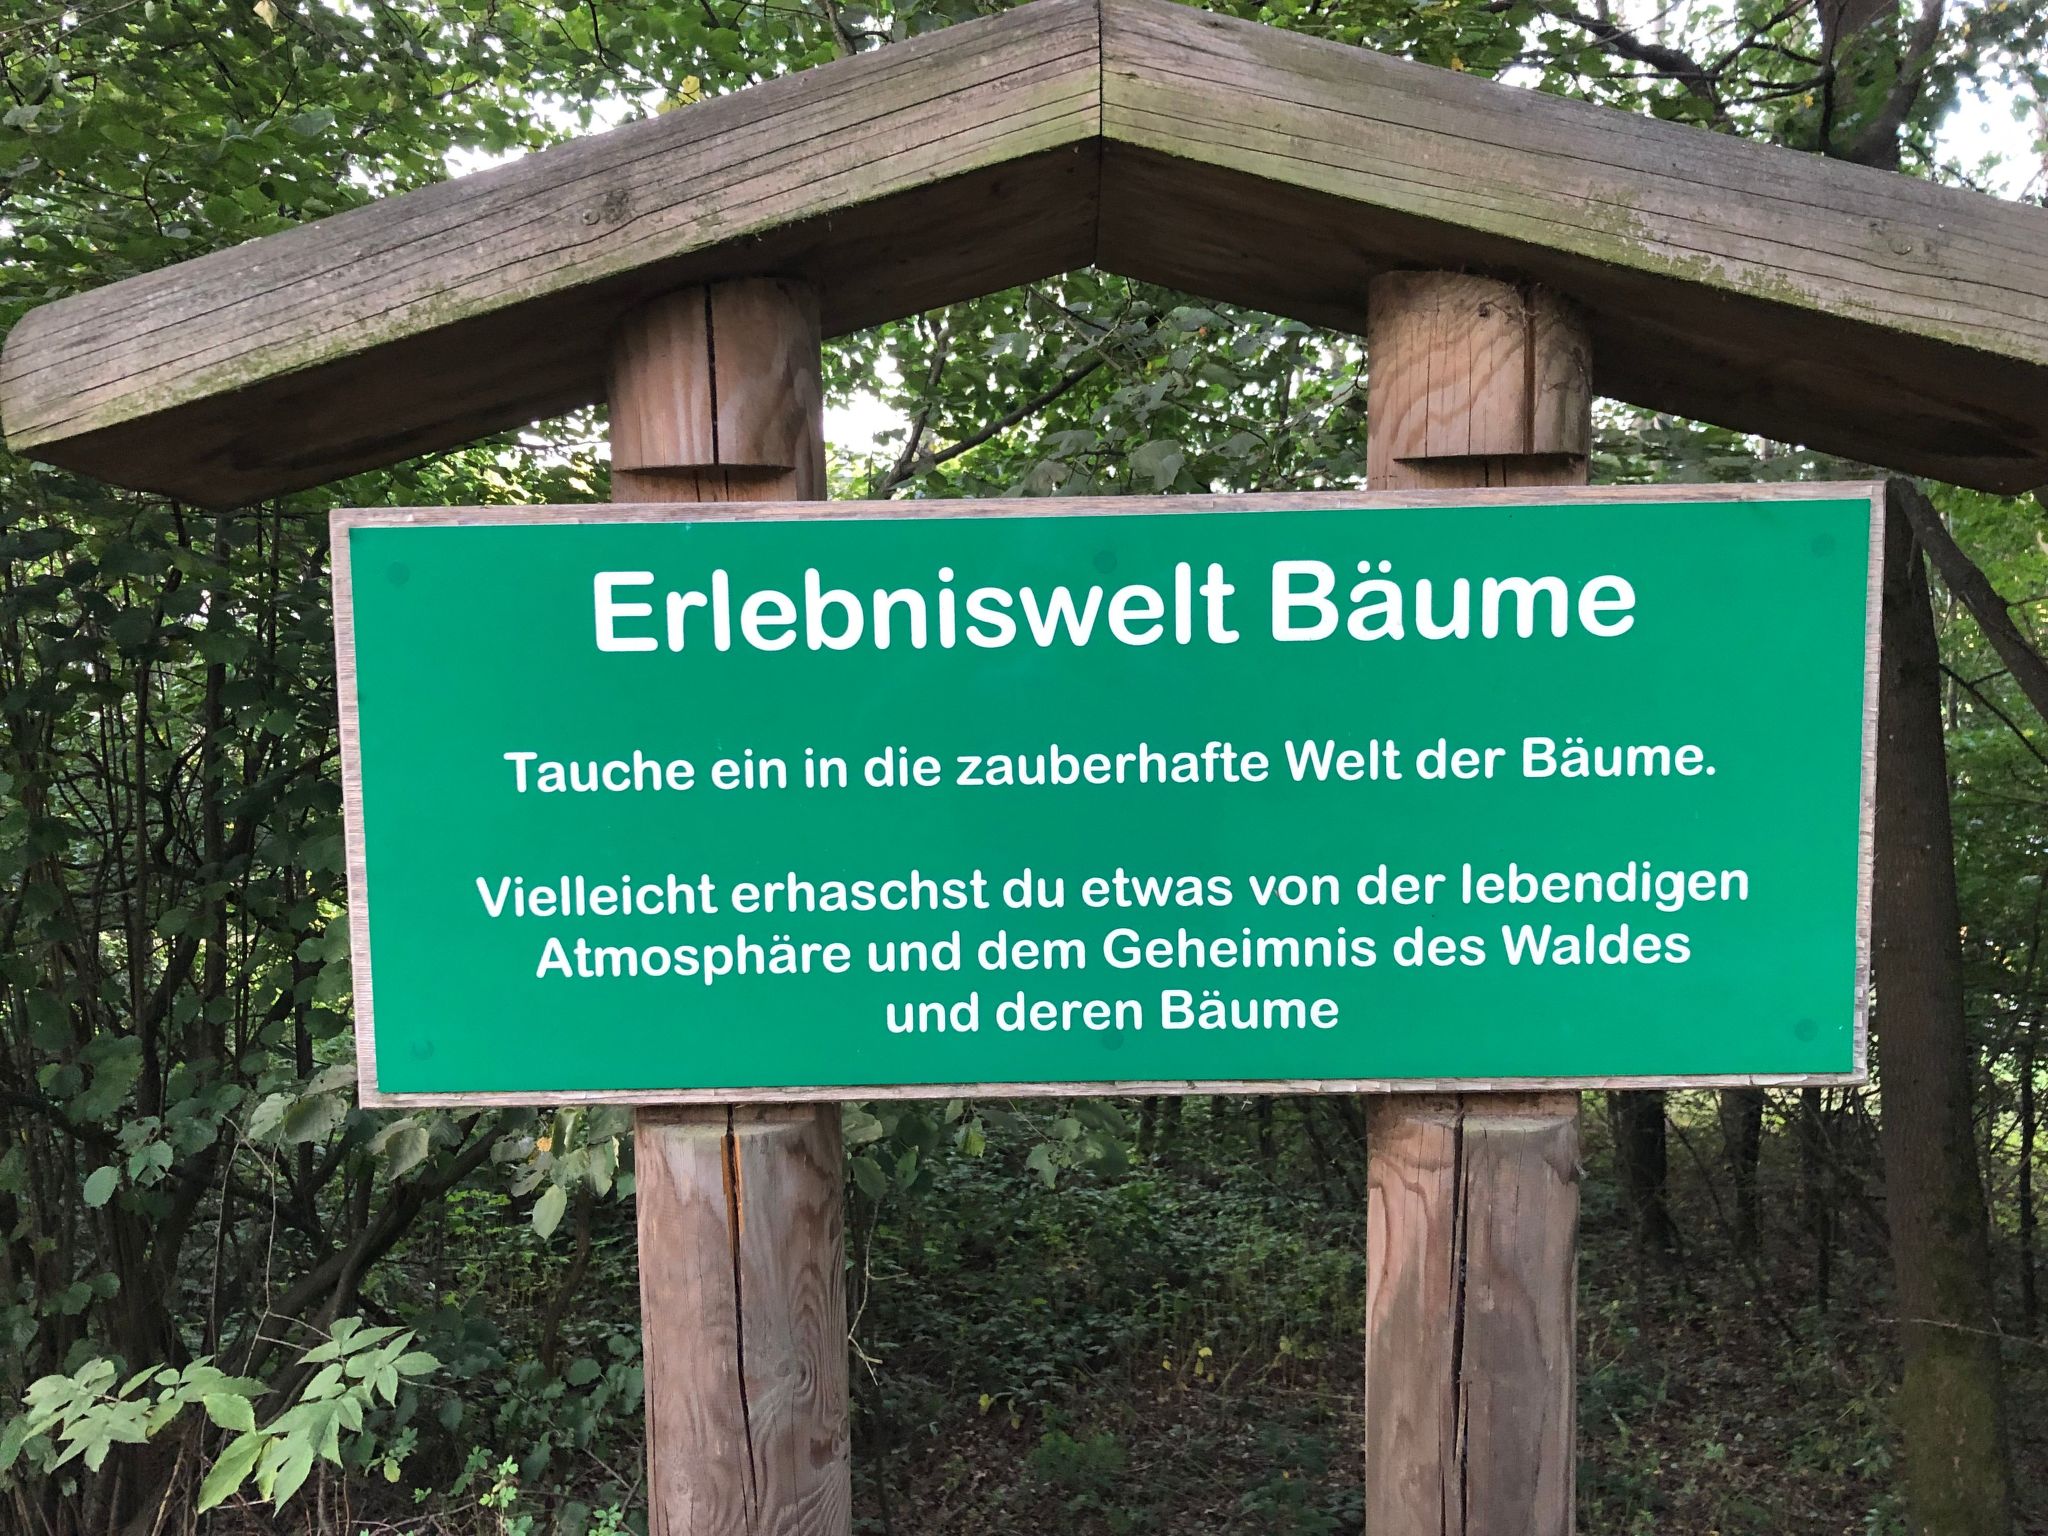 Erlebniswelt Bäume
Tauche ein in die zauberhafte Welt der Bäume.
Vielleicht erhaschst du etwas von der lebendigen
Atmosphäre und dem Geheimnis des Waldes
und deren Bäume